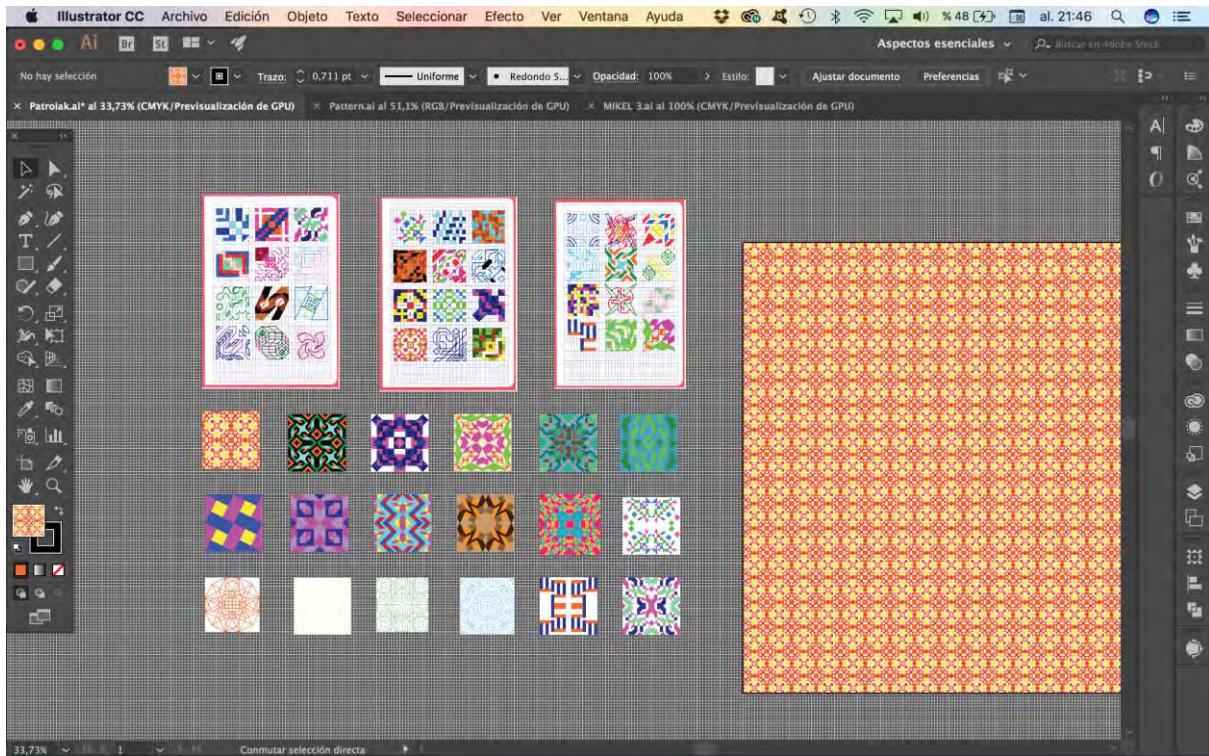 Illustrator CC Archivo Edición Objeto Texto Seleccionar Efecto Ver Ventana Ayuda % 48 al. 21:46
Ai Br St Aspectos esenciales Buscar en Adobe Stock
No hay selección Trazo: 0,711 pt Uniforme Redondo 5... Opacidad: 100% Estilo: Ajustar documento Preferencias
× Patrolak.ai* al 33,73% (CMYK/Previsualización de GPU) × Pattern.ai al 51,1% (RGB/Previsualización de GPU) × MIKEL 3.ai al 100% (CMYK/Previsualización de GPU)
33,73% 1 Conmutar selección directa